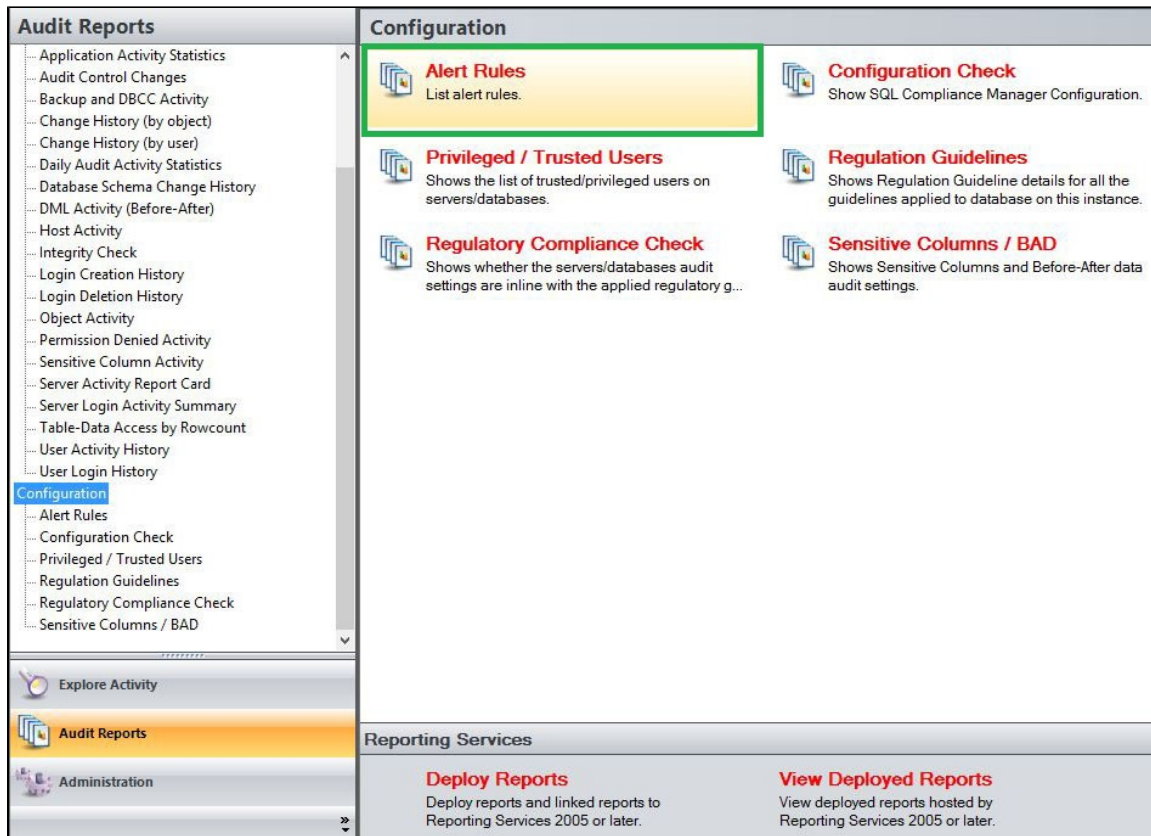 Audit Reports
Application Activity Statistics
Audit Control Changes
Backup and DBCC Activity
Change History (by object)
Change History (by user)
Daily Audit Activity Statistics
Database Schema Change History
DML Activity (Before-After)
Host Activity
Integrity Check
Login Creation History
Login Deletion History
Object Activity
Permission Denied Activity
Sensitive Column Activity
Server Activity Report Card
Server Login Activity Summary
Table-Data Access by Rowcount
User Activity History
User Login History
Configuration
Alert Rules
Configuration Check
Privileged / Trusted Users
Regulation Guidelines
Regulatory Compliance Check
Sensitive Columns / BAD
Explore Activity
Audit Reports
Administration
Configuration
Alert Rules
List alert rules.
Configuration Check
Show SQL Compliance Manager Configuration.
Privileged / Trusted Users
Shows the list of trusted/privileged users on
servers/databases.
Regulation Guidelines
Shows Regulation Guideline details for all the
guidelines applied to database on this instance.
Regulatory Compliance Check
Shows whether the servers/databases audit
settings are inline with the applied regulatory g...
Sensitive Columns / BAD
Shows Sensitive Columns and Before-After data
audit settings.
Reporting Services
Deploy Reports
Deploy reports and linked reports to
Reporting Services 2005 or later.
View Deployed Reports
View deployed reports hosted by
Reporting Services 2005 or later.